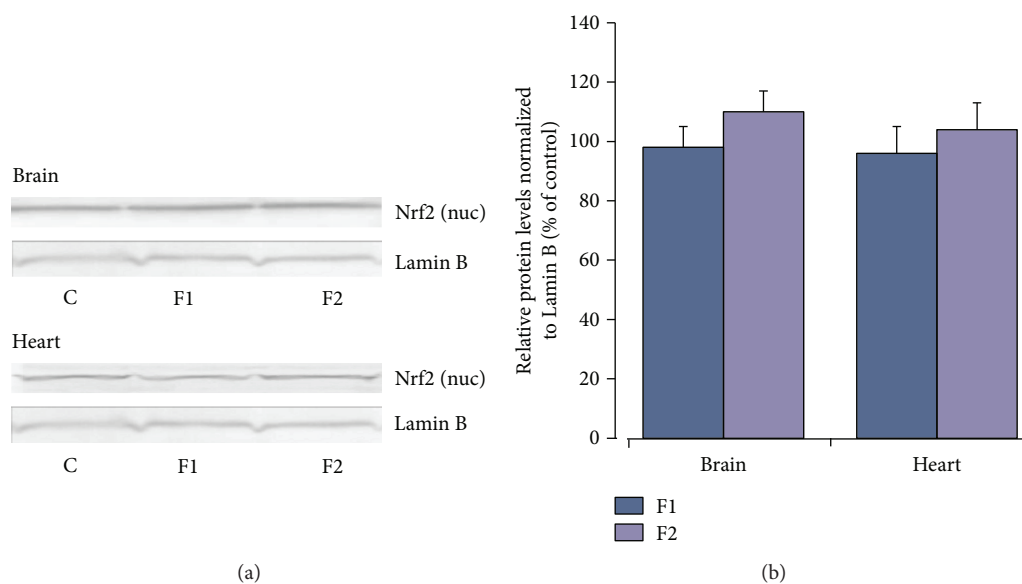 Brain
Nrf2 (nuc)
Lamin B
C F1 F2
Heart
Nrf2 (nuc)
Lamin B
C F1 F2
(a)
Relative protein levels normalized
to Lamin B (% of control)
140
120
100
80
60
40
20
0
Brain Heart
F1
F2
(b)